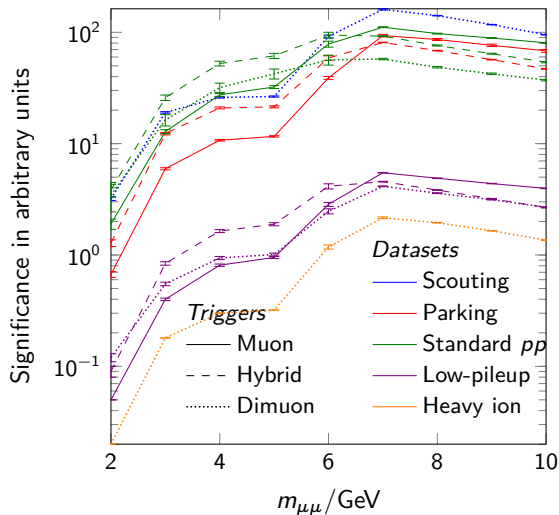 10²
10¹
10⁰
10⁻¹
Significance in arbitrary units
Datasets
Scouting
Parking
Standard pp
Low-pileup
Heavy ion
Triggers
Muon
Hybrid
Dimuon
2 4 6 8 10
m_μμ/GeV